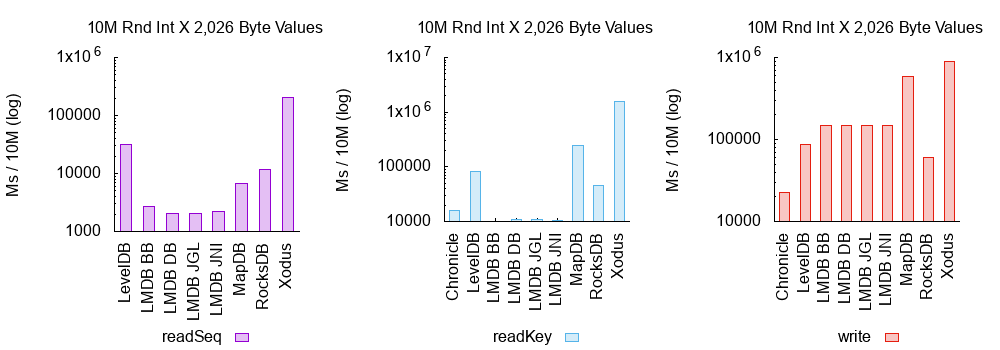 10M Rnd Int X 2,026 Byte Values
Ms / 10M (log)
1x10^6
100000
10000
1000
LevelDB
LMDB BB
LMDB DB
LMDB JGL
LMDB JNI
MapDB
RocksDB
Xodus
readSeq
10M Rnd Int X 2,026 Byte Values
Ms / 10M (log)
1x10^7
1x10^6
100000
10000
Chronicle
LevelDB
LMDB BB
LMDB DB
LMDB JGL
LMDB JNI
MapDB
RocksDB
Xodus
readKey
10M Rnd Int X 2,026 Byte Values
Ms / 10M (log)
1x10^6
100000
10000
Chronicle
LevelDB
LMDB BB
LMDB DB
LMDB JGL
LMDB JNI
MapDB
RocksDB
Xodus
write